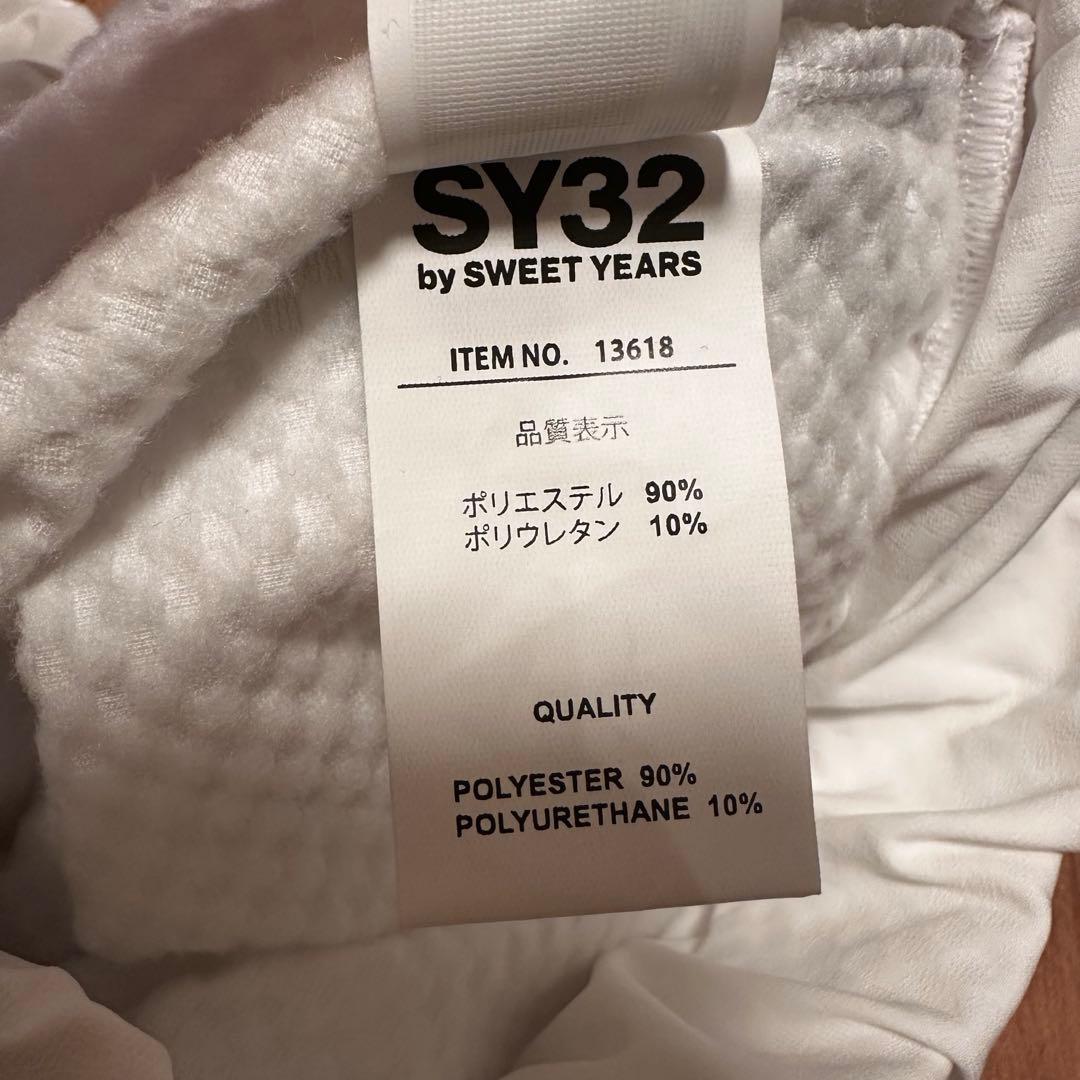 SY32
by SWEET YEARS
ITEM NO. 13618
品質表示
ポリエステル 90%
ポリウレタン 10%
QUALITY
POLYESTER 90%
POLYURETHANE 10%